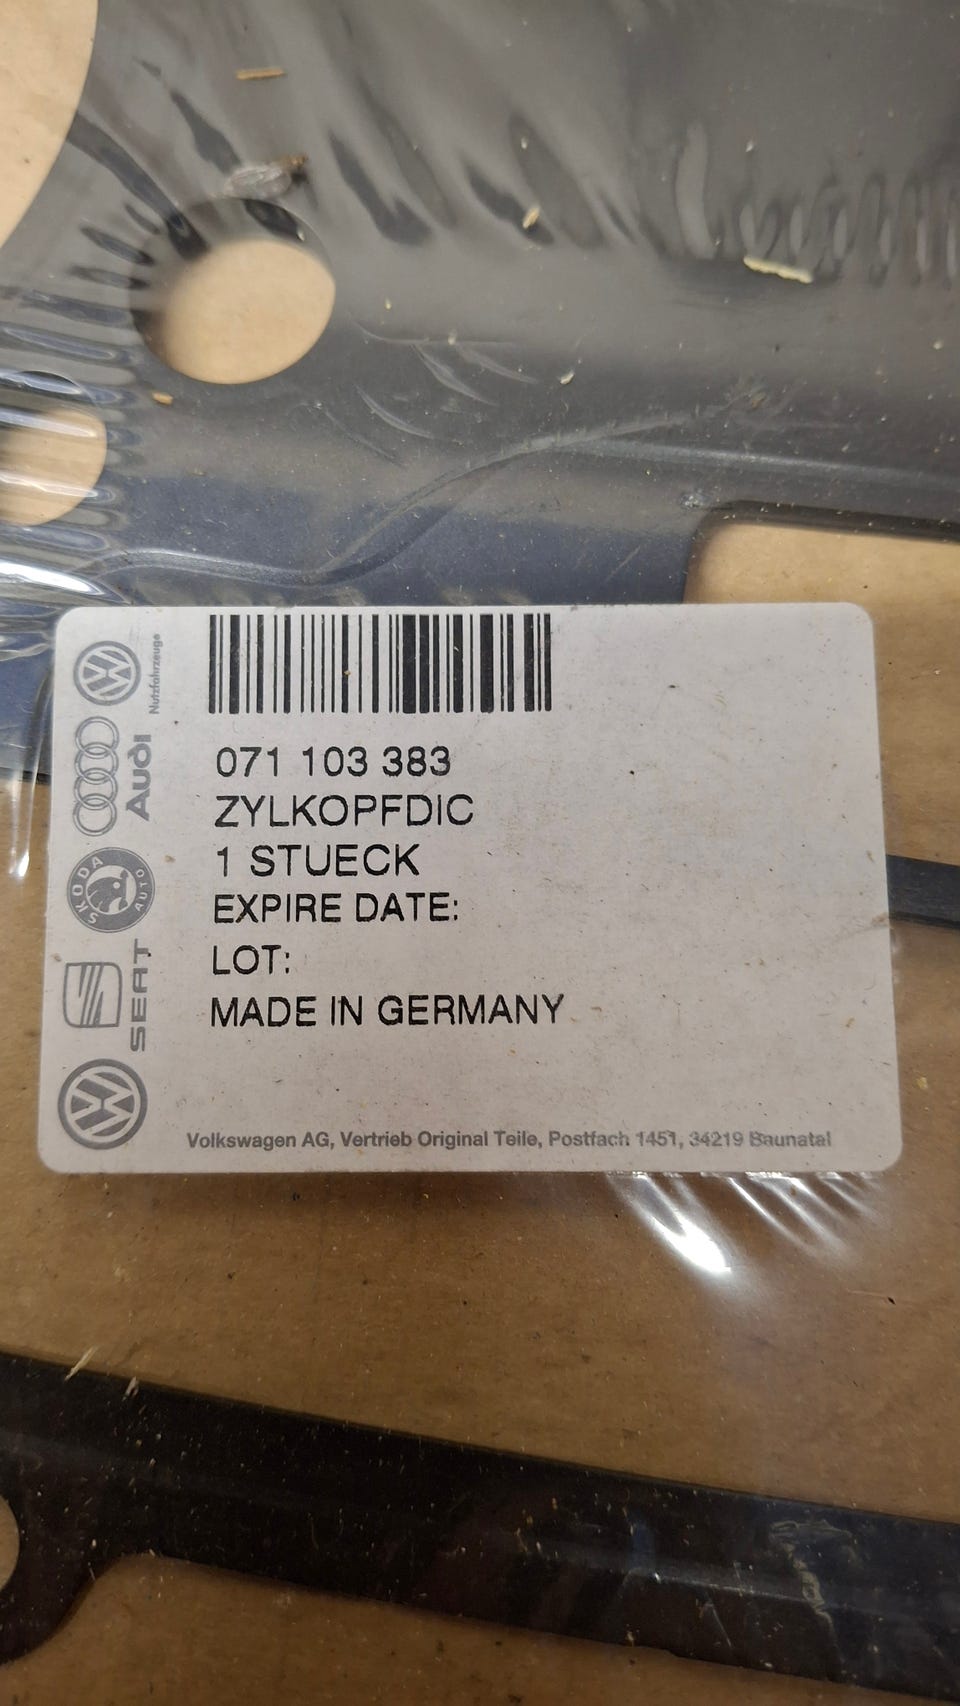 Nutzfahrzeuge
Audi
SKODA
AUTO
SEAT
071 103 383
ZYLKOPFDIC
1 STUECK
EXPIRE DATE:
LOT:
MADE IN GERMANY
Volkswagen AG, Vertrieb Original Teile, Postfach 1451, 34219 Baunatal